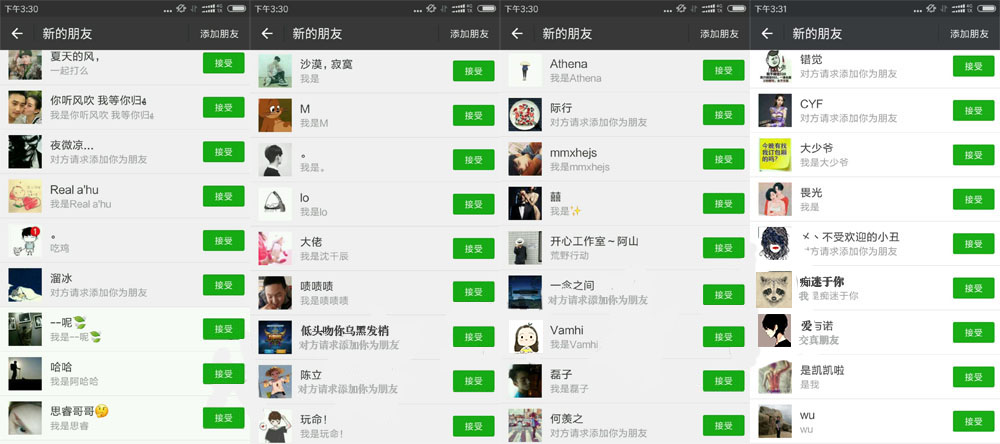 下午3:30
新的朋友
添加朋友
夏天的风,
一起打么
接受
你听风吹 我等你归
我是你听风吹 我等你归
接受
夜微凉...
对方请求添加你为朋友
接受
Real a'hu
我是Real a'hu
接受
。
吃鸡
接受
溜冰
对方请求添加你为朋友
接受
--呢🍃
我是--呢🍃
接受
哈哈
我是阿哈哈
接受
思睿哥哥🤔
我是思睿
接受
下午3:30
新的朋友
添加朋友
沙漠，寂寞
我是
接受
M
我是M
接受
。
我是。
接受
lo
我是lo
接受
大佬
我是沈干辰
接受
啧啧啧
我是啧啧啧
接受
低头吻你乌黑发梢
对方请求添加你为朋友
接受
陈立
对方请求添加你为朋友
接受
玩命！
我是玩命！
接受
下午3:30
新的朋友
添加朋友
Athena
我是Athena
接受
际行
对方请求添加你为朋友
接受
mmxhejs
我是mmxhejs
接受
囍
我是✨
接受
开心工作室～阿山
荒野行动
接受
一念之间
对方请求添加你为朋友
接受
Vamhi
我是Vamhi
接受
磊子
我是磊子
接受
何羡之
对方请求添加你为朋友
接受
下午3:31
新的朋友
添加朋友
错觉
对方请求添加你为朋友
接受
CYF
对方请求添加你为朋友
接受
今晚有找
我订包厢
的吗?
大少爷
我是大少爷
接受
畏光
我是
接受
不受欢迎的小丑
方请求添加你为朋友
接受
痴迷于你
我是痴迷于你
接受
爱与诺
交真朋友
接受
是凯凯啦
是我
接受
wu
wu
接受